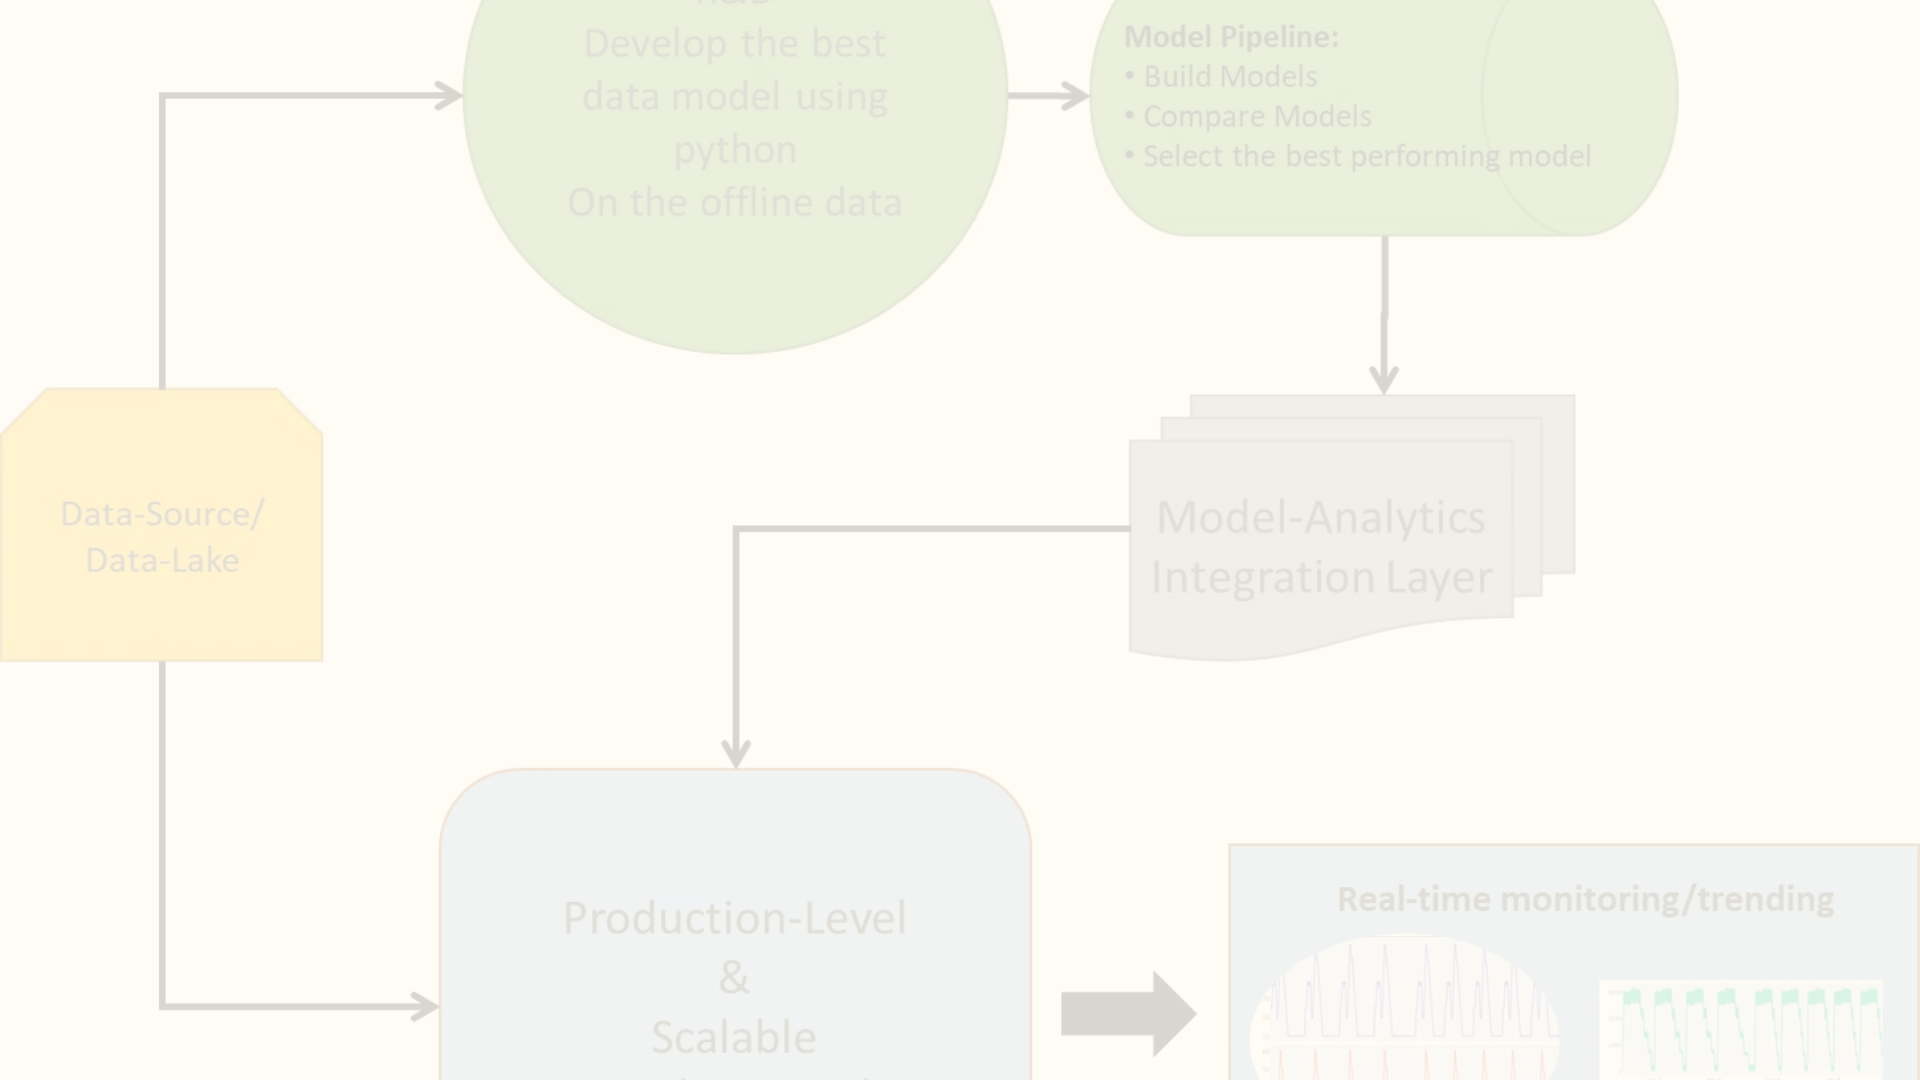 Develop the best
data model using
python
On the offline data
Model Pipeline:
• Build Models
• Compare Models
• Select the best performing model
Data-Source/
Data-Lake
Model-Analytics
Integration Layer
Production-Level
&
Scalable
Real-time monitoring/trending